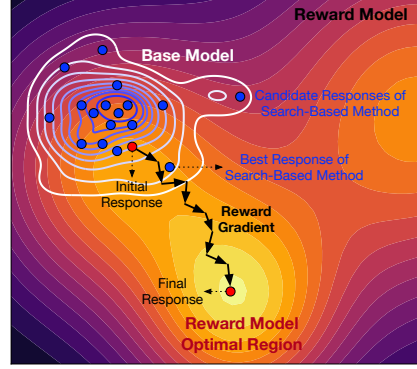 Reward Model
Base Model
Candidate Responses of
Search-Based Method
Best Response of
Search-Based Method
Initial
Response
Reward
Gradient
Final
Response
Reward Model
Optimal Region